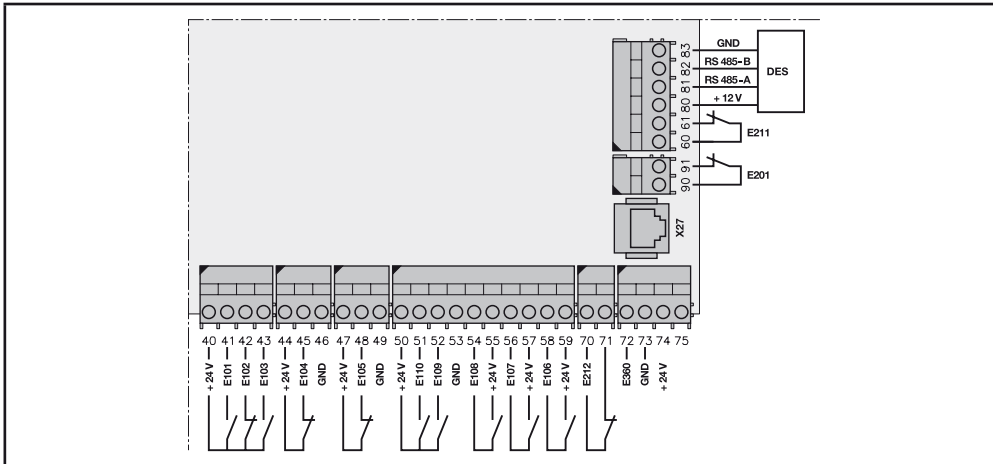 GND
83
RS 485-B
82
DES
RS 485-A
81
+ 12 V
80
61
E211
60
91
E201
90
X27
40 41 42 43 44 45 46 47 48 49 50 51 52 53 54 55 56 57 58 59 70 71 72 73 74 75
+ 24 V E101 E102 E103 + 24 V E104 GND + 24 V E105 GND + 24 V E110 E109 GND E108 + 24 V E107 + 24 V E106 + 24 V E212 E360 GND + 24 V